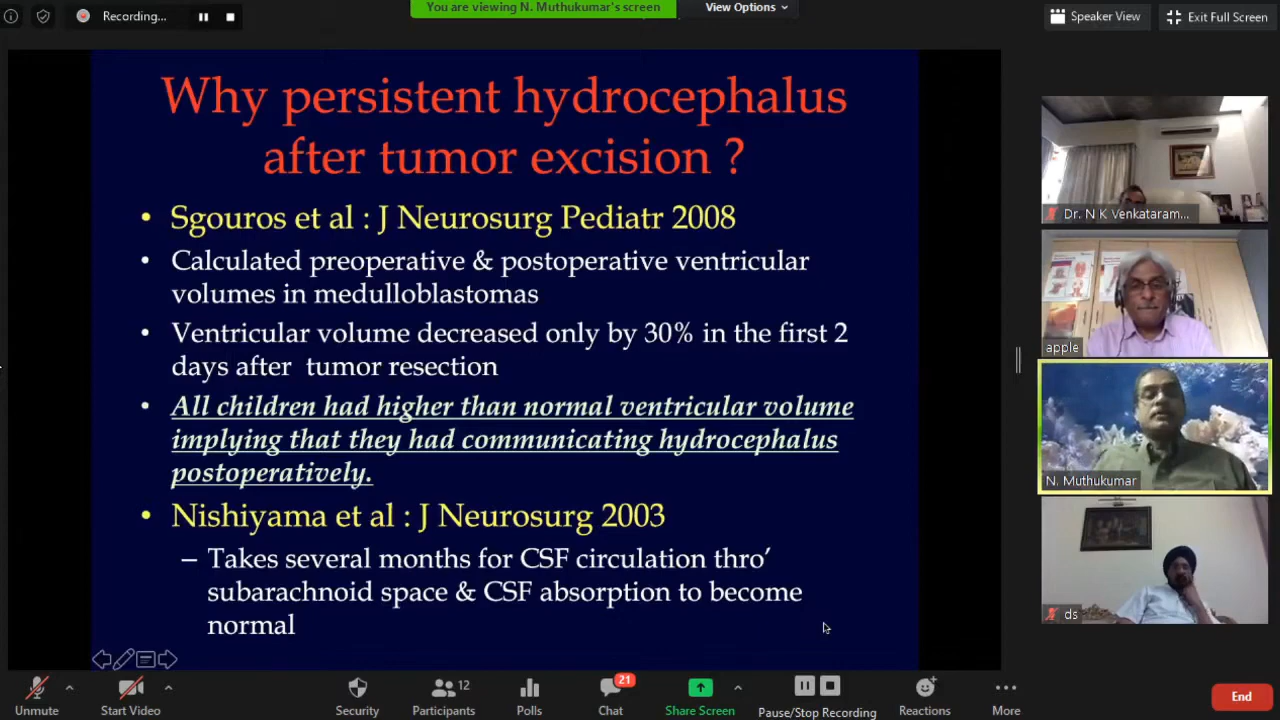 Recording...
You are viewing N. Muthukumar's screen
View Options
Speaker View
Exit Full Screen
Why persistent hydrocephalus
after tumor excision ?
• Sgouros et al : J Neurosurg Pediatr 2008
• Calculated preoperative & postoperative ventricular
volumes in medulloblastomas
• Ventricular volume decreased only by 30% in the first 2
days after tumor resection
• All children had higher than normal ventricular volume
implying that they had communicating hydrocephalus
postoperatively.
• Nishiyama et al : J Neurosurg 2003
– Takes several months for CSF circulation thro’
subarachnoid space & CSF absorption to become
normal
Dr. N K Venkataram...
apple
N. Muthukumar
ds
Unmute
Start Video
Security
12
Participants
Polls
21
Chat
Share Screen
Pause/Stop Recording
Reactions
More
End